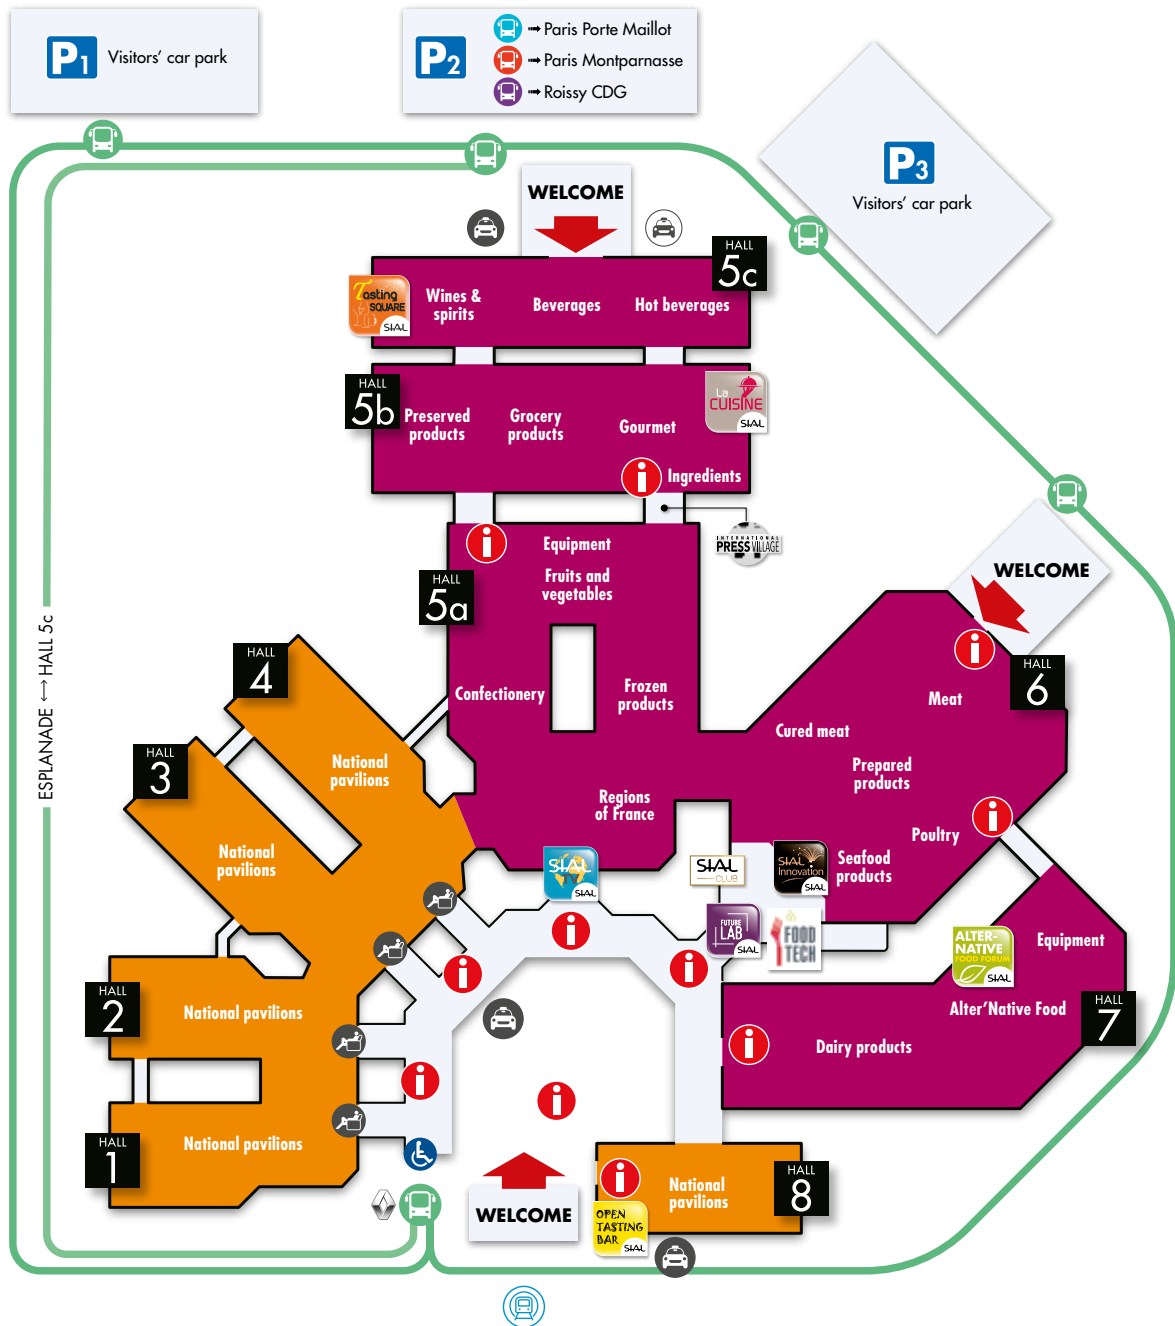 P1 Visitors' car park
P2
→ Paris Porte Maillot
→ Paris Montparnasse
→ Roissy CDG
P3
Visitors' car park
WELCOME
HALL
5c
Tasting
SQUARE
SIAL
Wines &
spirits
Beverages
Hot beverages
HALL
5b
Preserved
products
Grocery
products
Gourmet
La
CUISINE
SIAL
Ingredients
i
INTERNATIONAL
PRESS VILLAGE
i
Equipment
Fruits and
vegetables
HALL
5a
Confectionery
Frozen
products
Regions
of France
WELCOME
i
HALL
6
Meat
Cured meat
Prepared
products
Poultry
i
Seafood
products
ESPLANADE ⟷ HALL 5c
HALL
4
National
pavilions
HALL
3
National
pavilions
SIAL
TV
SIAL
SIAL
CLUB
SIAL
Innovation
SIAL
FUTURE
LAB
SIAL
FOOD
TECH
i
i
i
ALTER-
NATIVE
FOOD FORUM
SIAL
Equipment
Alter'Native Food
HALL
7
Dairy products
i
HALL
2
National pavilions
i
i
HALL
1
National pavilions
WELCOME
i
National
pavilions
HALL
8
OPEN
TASTING
BAR
SIAL